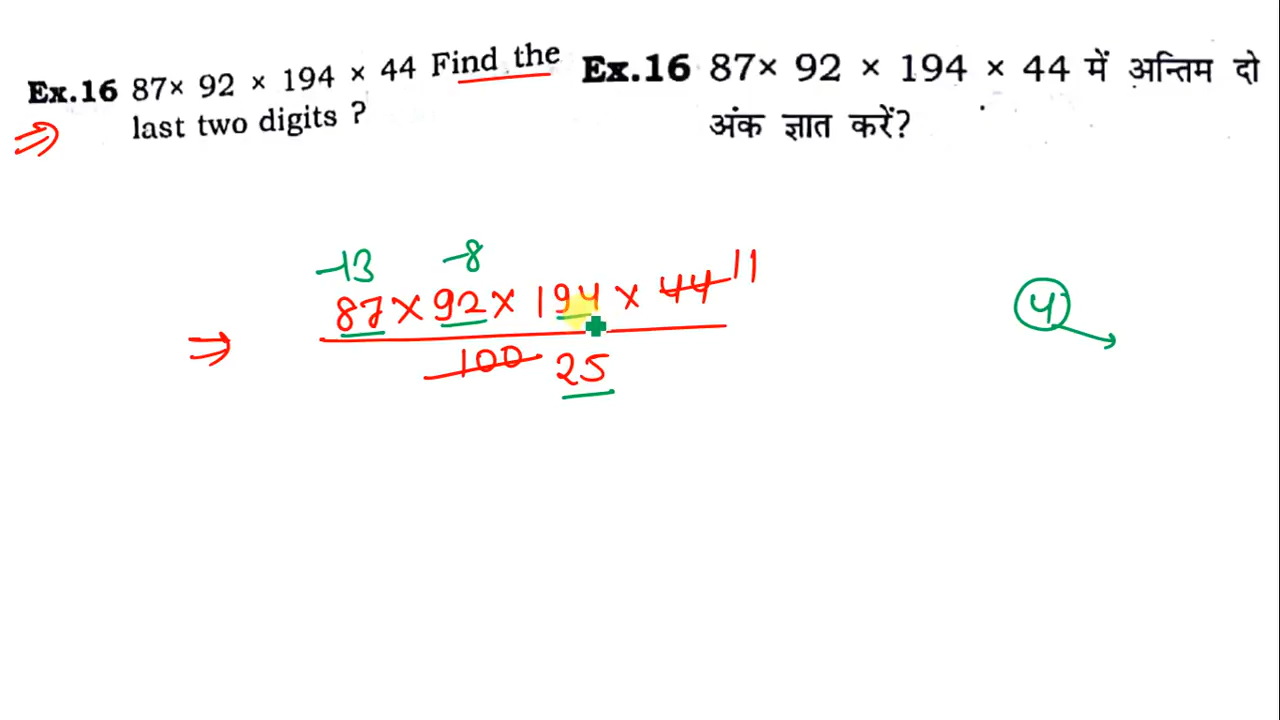 Ex.16 87× 92 × 194 × 44 Find the
last two digits ?
Ex.16 87× 92 × 194 × 44 में अन्तिम दो
अंक ज्ञात करें?
-13 -8
87 × 92 × 194 × 44 11
100 25
4